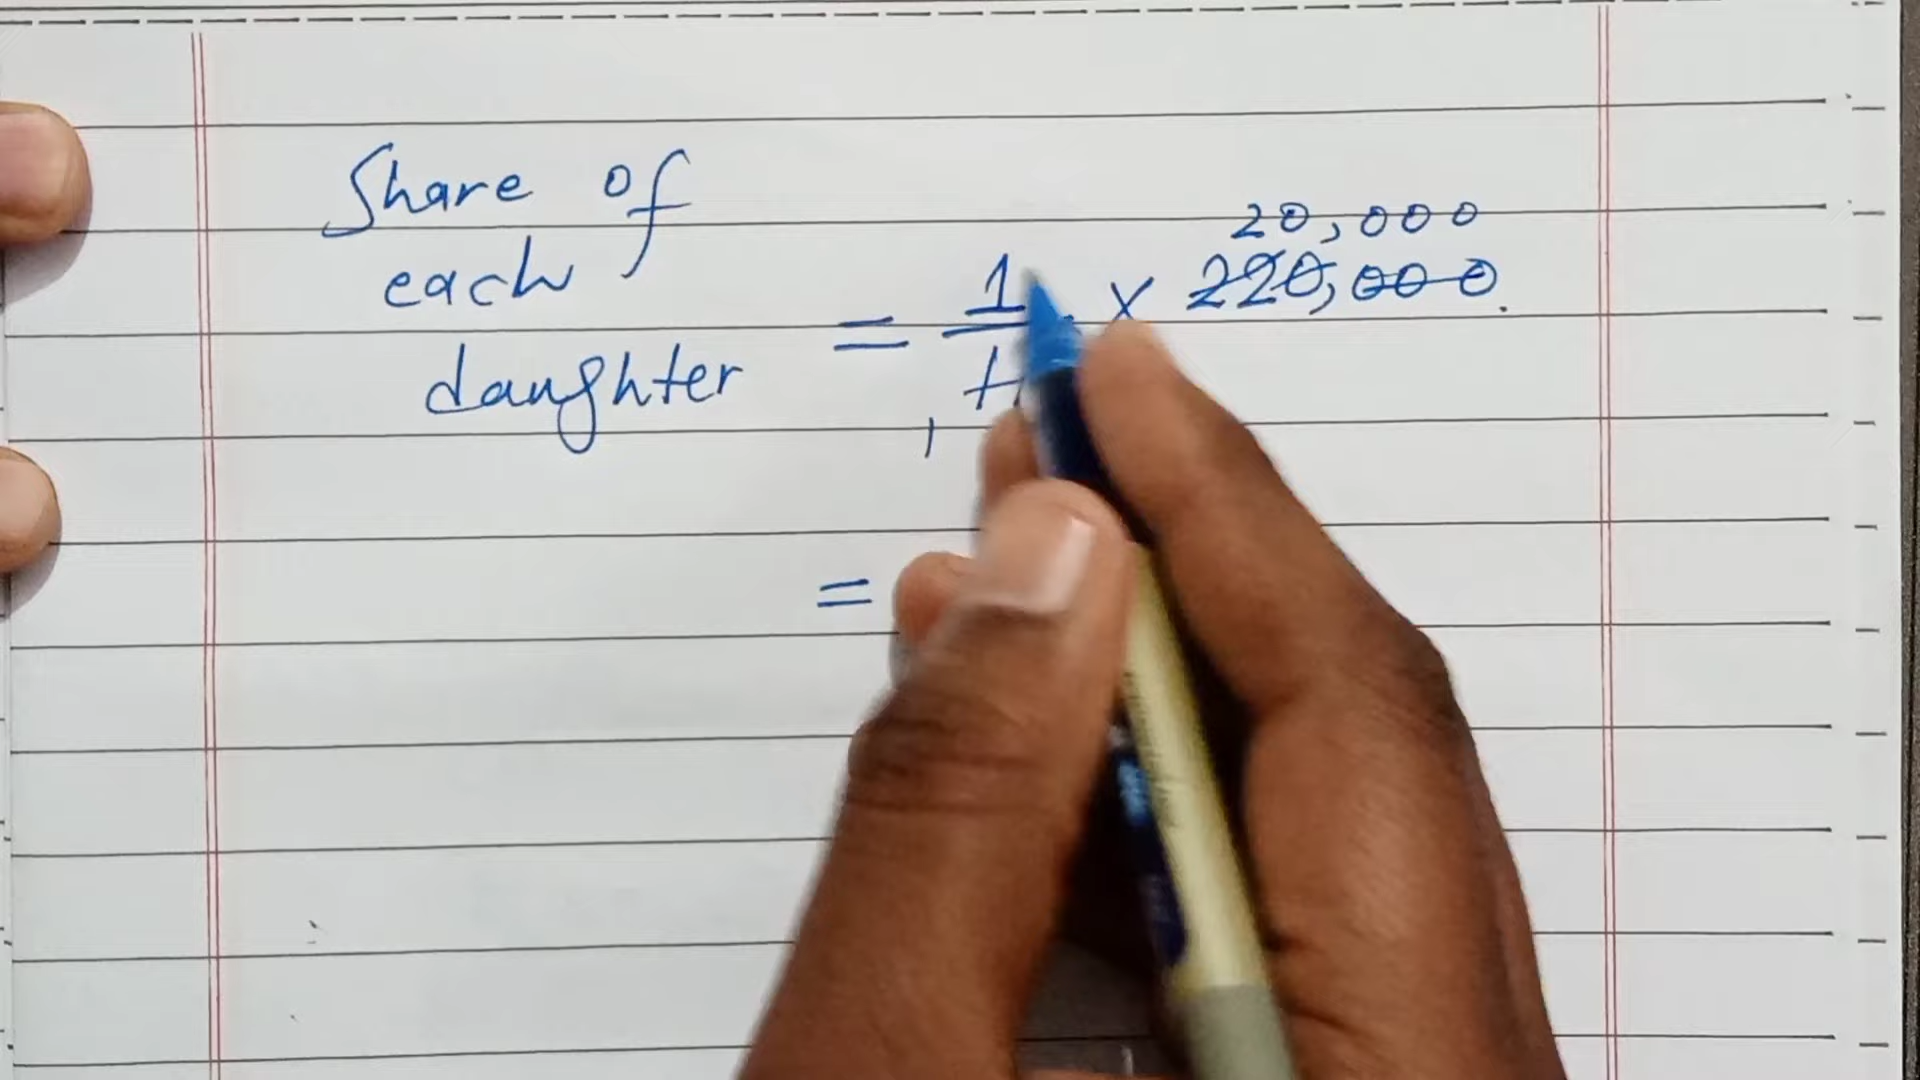 Share of
each
daughter
20,000
= 1 × 220,000.
11
=